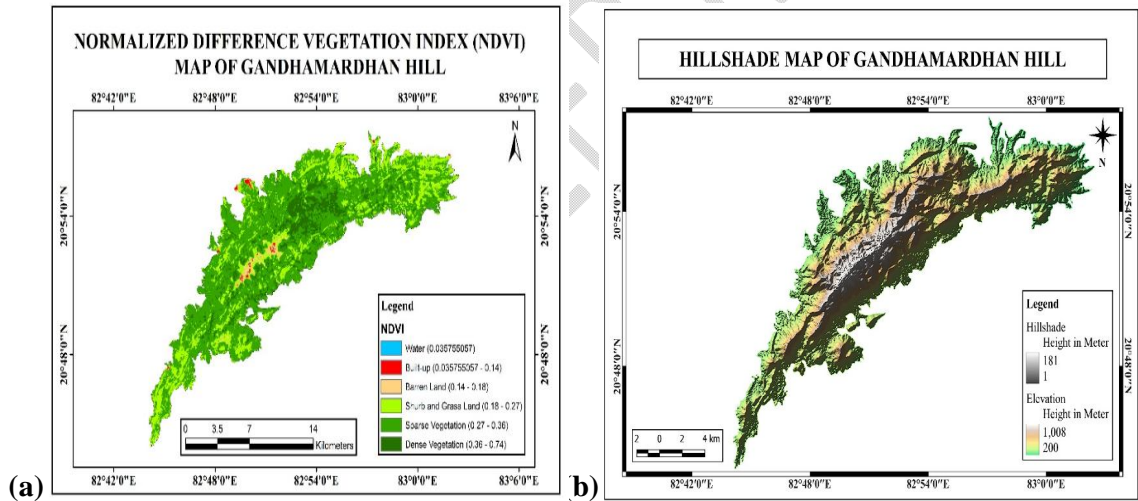 NORMALIZED DIFFERENCE VEGETATION INDEX (NDVI)
MAP OF GANDHAMARDHAN HILL
82°42'0"E 82°48'0"E 82°54'0"E 83°0'0"E 83°6'0"E
N
20°54'0"N
20°54'0"N
20°48'0"N
20°48'0"N
Legend
NDVI
Water (0.035755057)
Built-up (0.035755057 - 0.14)
Barren Land (0.14 - 0.18)
Shurb and Grass Land (0.18 - 0.27)
Sparse Vegetation (0.27 - 0.36)
Dense Vegetation (0.36 - 0.74)
0 3.5 7 14
Kilometers
82°42'0"E 82°48'0"E 82°54'0"E 83°0'0"E 83°6'0"E
(a)
HILLSHADE MAP OF GANDHAMARDHAN HILL
82°42'0"E 82°48'0"E 82°54'0"E 83°0'0"E
N
20°54'0"N
20°54'0"N
20°48'0"N
20°48'0"N
Legend
Hillshade
Height in Meter
181
1
Elevation
Height in Meter
1,008
200
2 0 2 4 km
82°42'0"E 82°48'0"E 82°54'0"E 83°0'0"E
b)